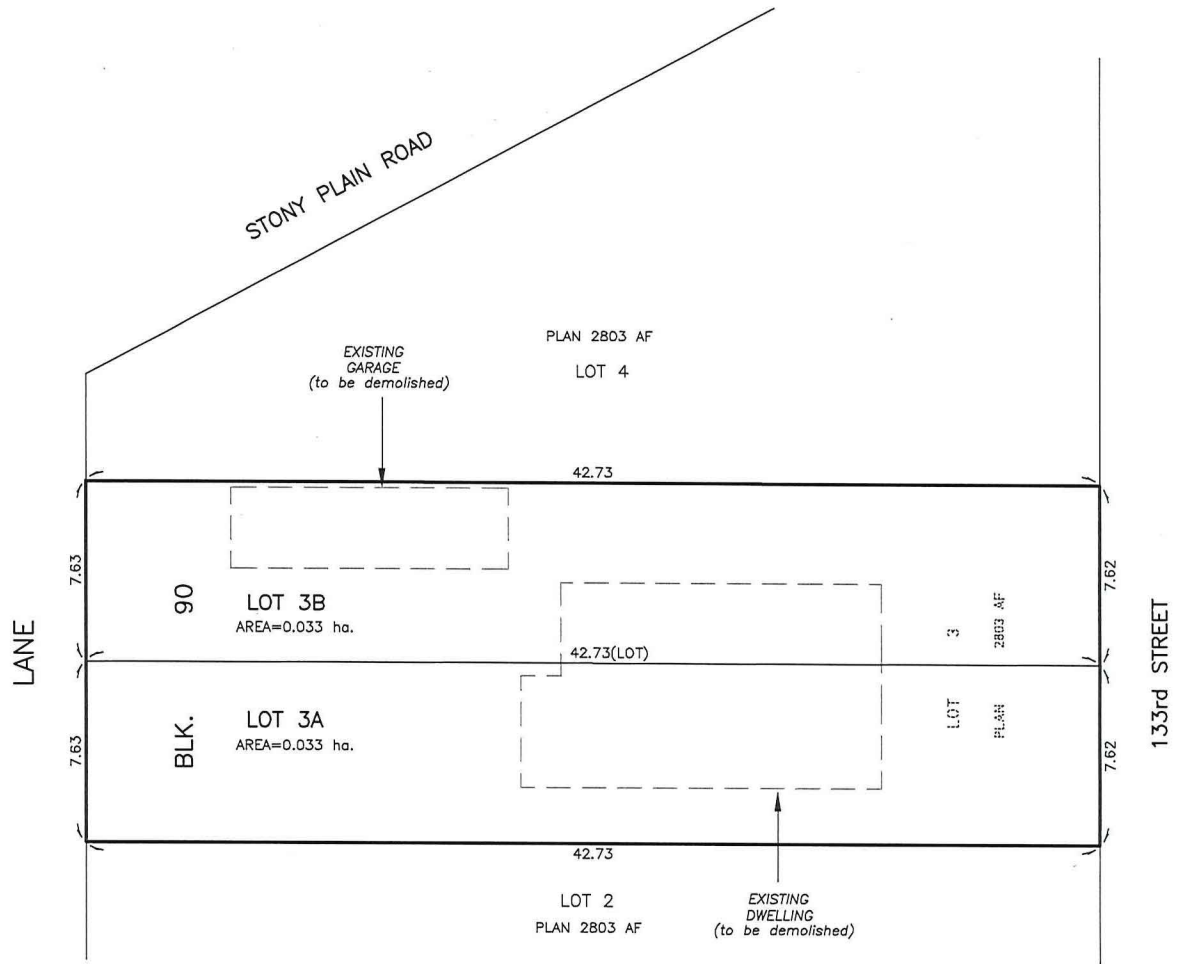 STONY PLAIN ROAD
PLAN 2803 AF
LOT 4
EXISTING
GARAGE
(to be demolished)
42.73
7.63
90
LOT 3B
AREA=0.033 ha.
3
2803 AF
7.62
LANE
42.73(LOT)
133rd STREET
7.63
BLK.
LOT 3A
AREA=0.033 ha.
LOT
PLAN
7.62
42.73
LOT 2
PLAN 2803 AF
EXISTING
DWELLING
(to be demolished)